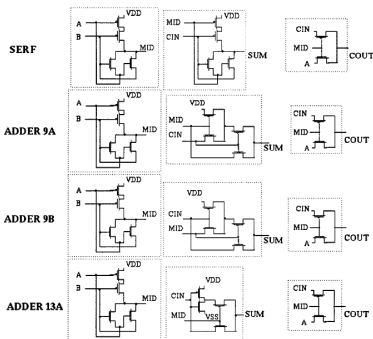 SERF
A
B
VDD
MID
MID
CIN
VDD
SUM
CIN
MID
A
COUT
ADDER 9A
A
B
VDD
MID
VDD
MID
CIN
SUM
CIN
MID
A
COUT
ADDER 9B
A
B
VDD
MID
VDD
CIN
MID
SUM
CIN
MID
A
COUT
ADDER 13A
A
B
VDD
MID
VDD
CIN
MID
VSS
SUM
CIN
MID
A
COUT